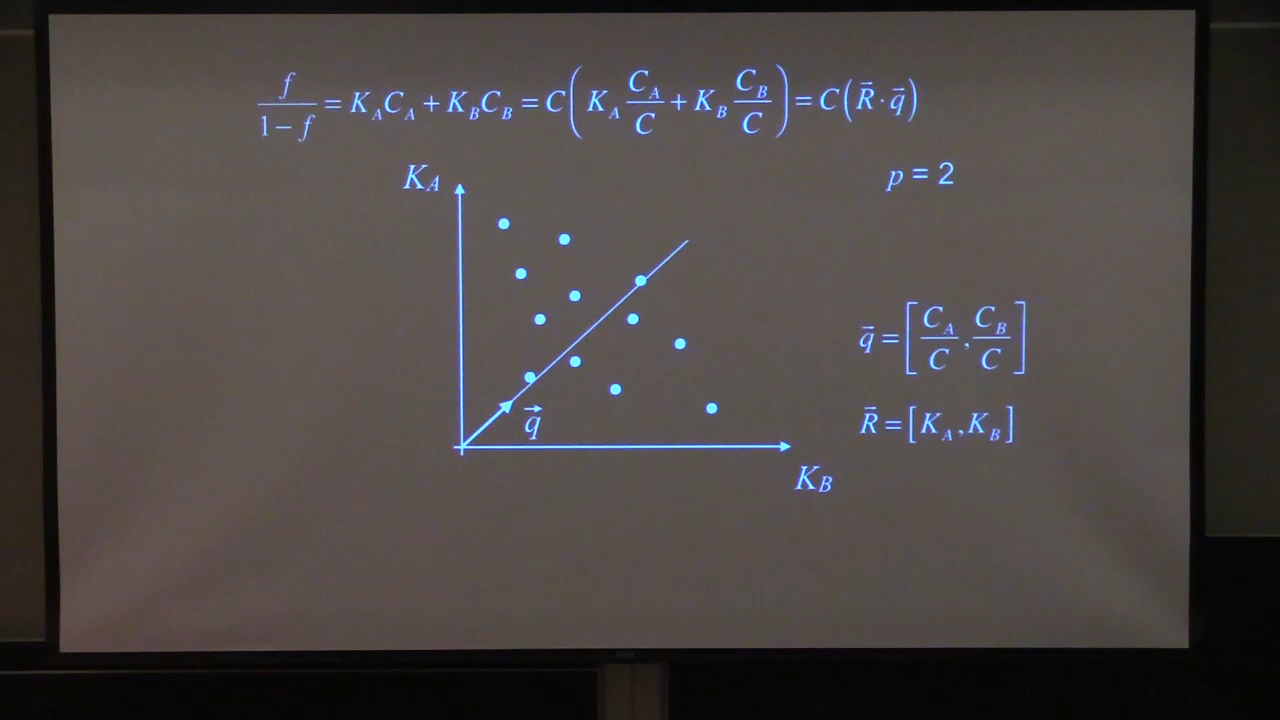 f/(1 − f) = K_A C_A + K_B C_B = C(K_A C_A/C + K_B C_B/C) = C(R⃗ · q⃗)
K_A
p = 2
q⃗ = [C_A/C, C_B/C]
q⃗
R⃗ = [K_A, K_B]
K_B